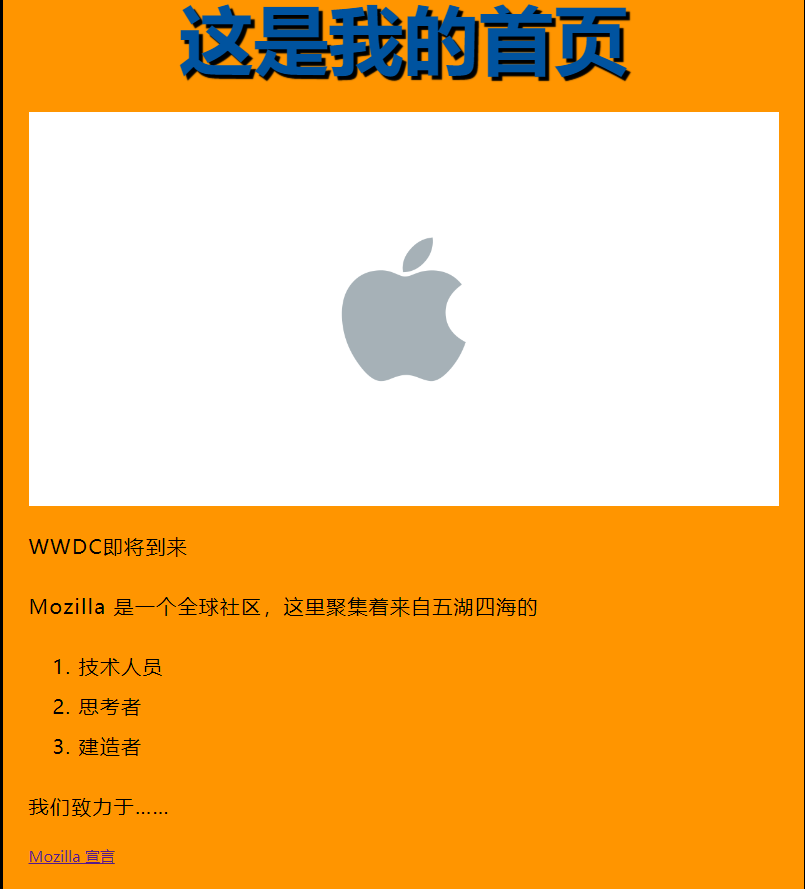 这是我的首页
WWDC即将到来
Mozilla 是一个全球社区，这里聚集着来自五湖四海的
1. 技术人员
2. 思考者
3. 建造者
我们致力于……
Mozilla 宣言